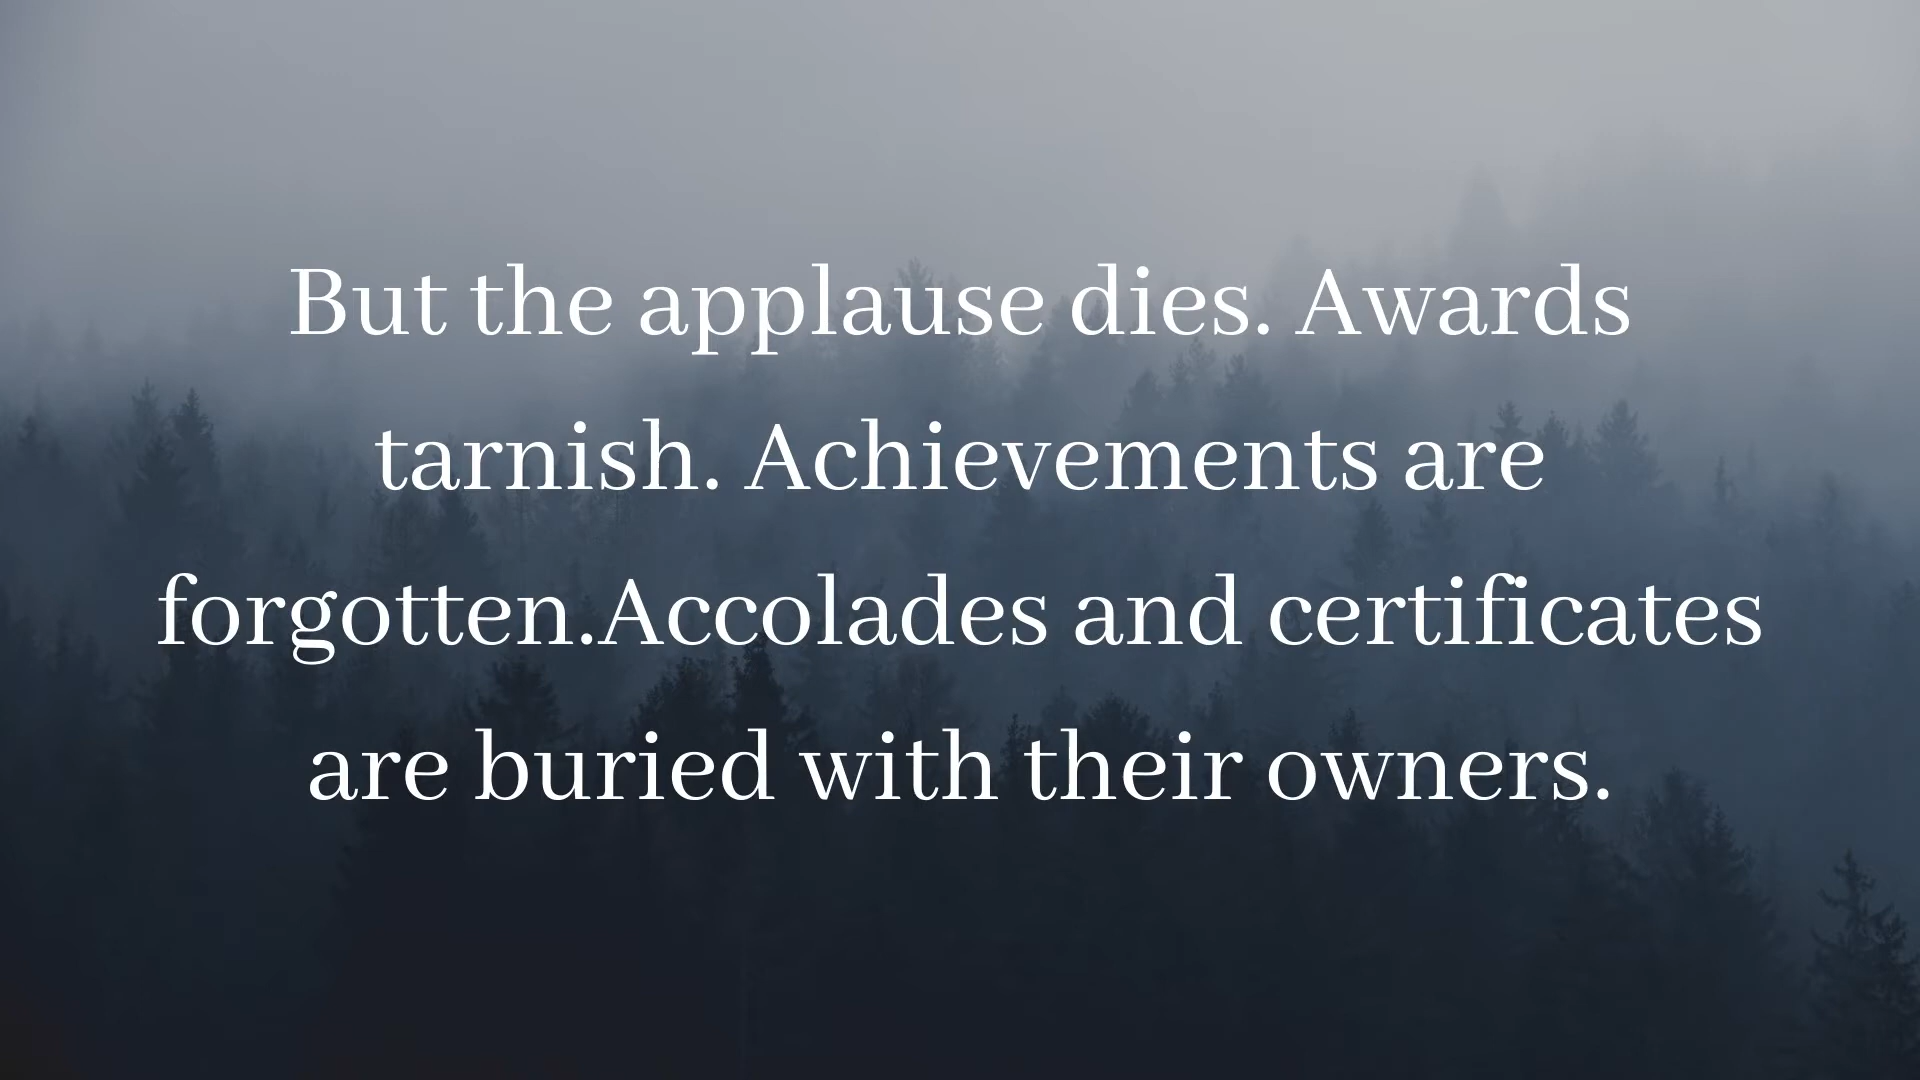 But the applause dies. Awards
tarnish. Achievements are
forgotten.Accolades and certificates
are buried with their owners.